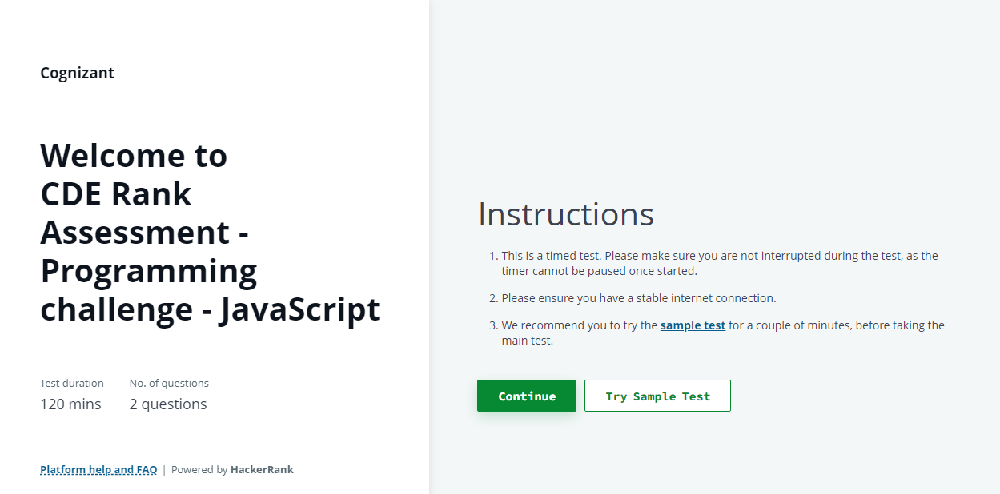 Cognizant
Welcome to
CDE Rank
Assessment -
Programming
challenge - JavaScript
Test duration
120 mins
No. of questions
2 questions
Platform help and FAQ | Powered by HackerRank
Instructions
1. This is a timed test. Please make sure you are not interrupted during the test, as the
timer cannot be paused once started.
2. Please ensure you have a stable internet connection.
3. We recommend you to try the sample test for a couple of minutes, before taking the
main test.
Continue
Try Sample Test